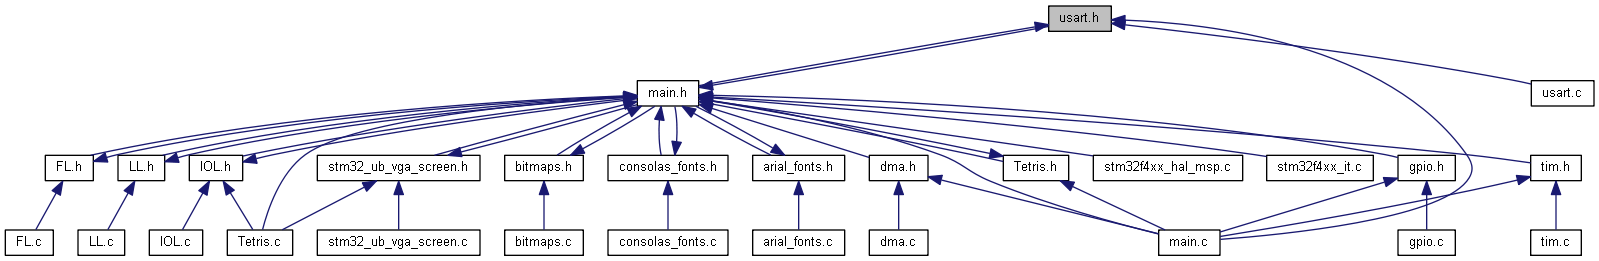 usart.h
main.h
usart.c
FL.h
LL.h
IOL.h
stm32_ub_vga_screen.h
bitmaps.h
consolas_fonts.h
arial_fonts.h
dma.h
Tetris.h
stm32f4xx_hal_msp.c
stm32f4xx_it.c
gpio.h
tim.h
FL.c
LL.c
IOL.c
Tetris.c
stm32_ub_vga_screen.c
bitmaps.c
consolas_fonts.c
arial_fonts.c
dma.c
main.c
gpio.c
tim.c